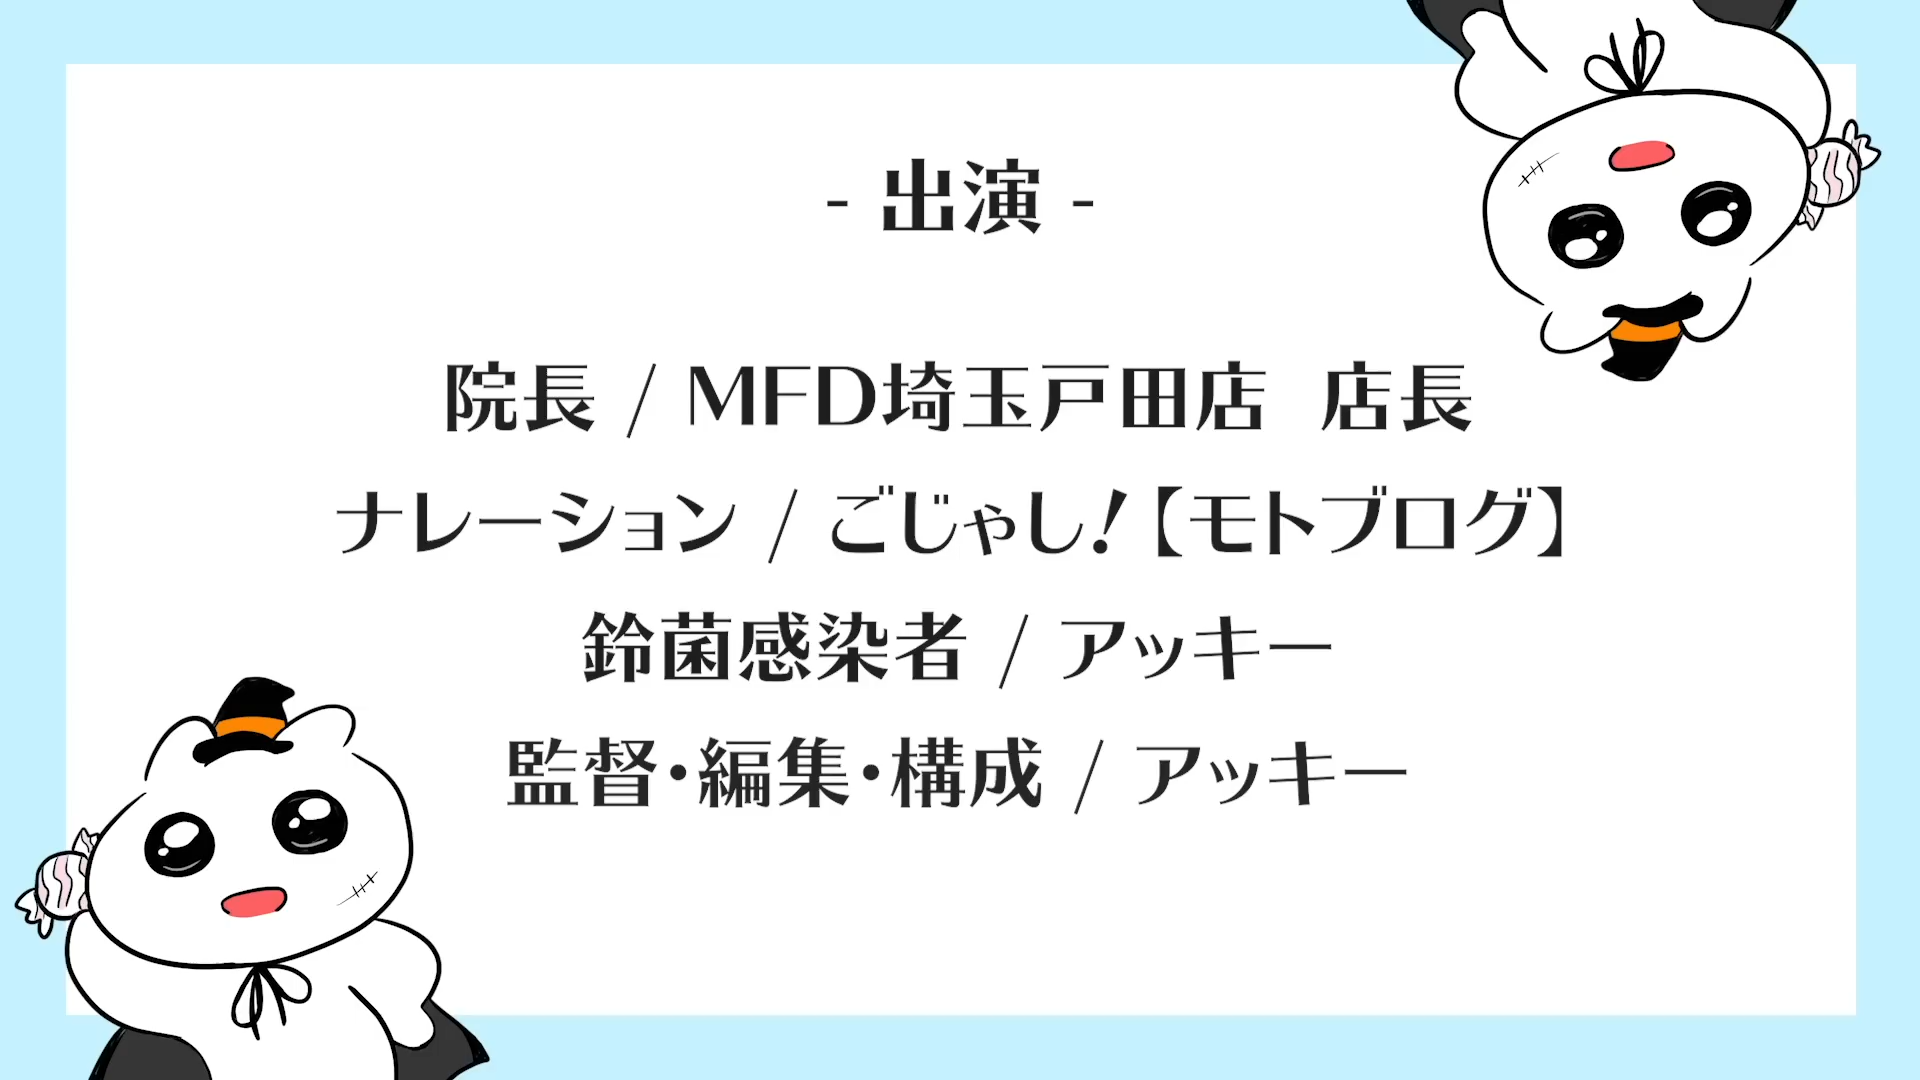 - 出演 -
院長 / MFD埼玉戸田店 店長
ナレーション / ごじゃし！【モトブログ】
鈴菌感染者 / アッキー
監督・編集・構成 / アッキー